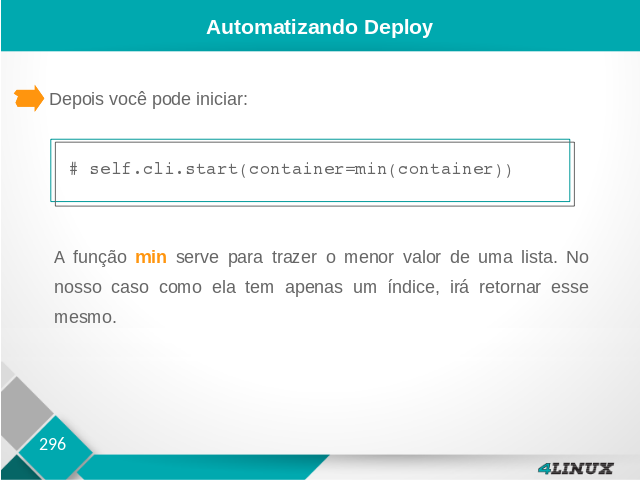 Automatizando Deploy
Depois você pode iniciar:
# self.cli.start(container=min(container))
A função min serve para trazer o menor valor de uma lista. No
nosso caso como ela tem apenas um índice, irá retornar esse
mesmo.
296
4LINUX